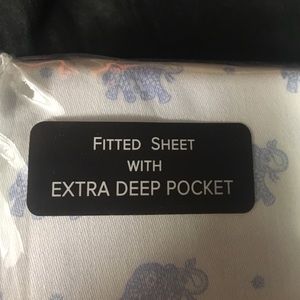 FITTED SHEET
WITH
EXTRA DEEP POCKET